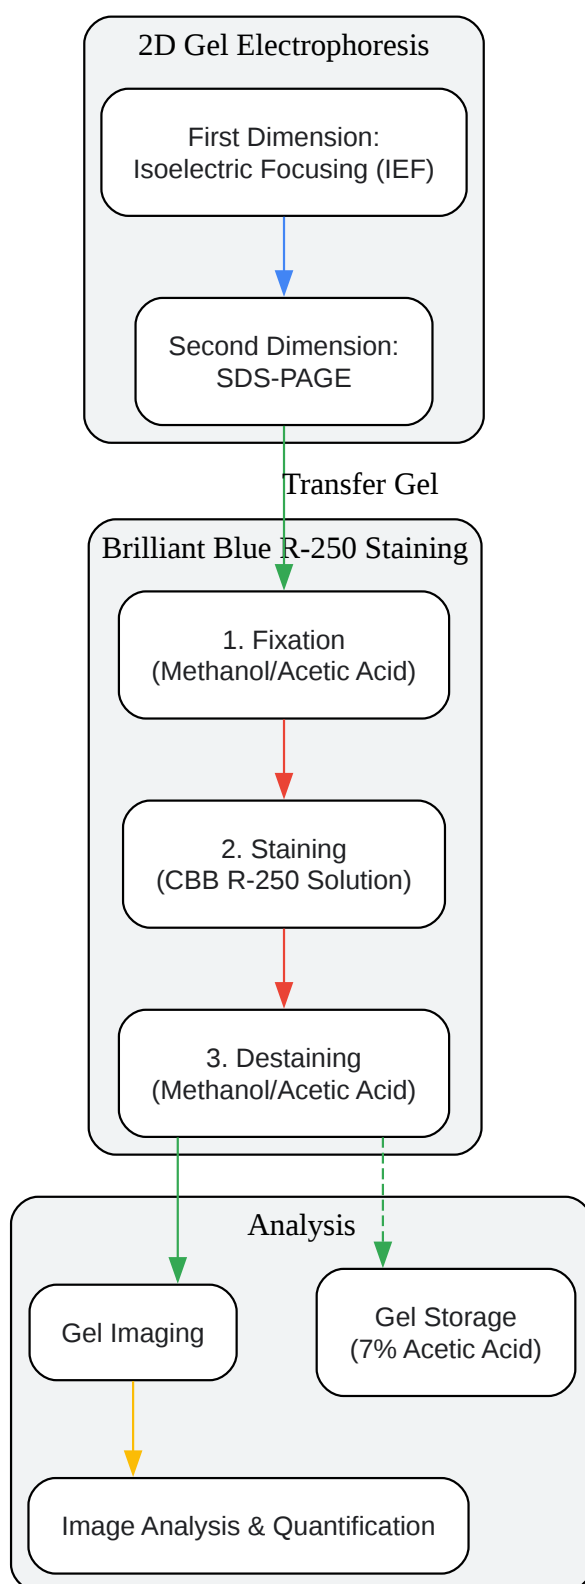 2D Gel Electrophoresis
First Dimension:
Isoelectric Focusing (IEF)
Second Dimension:
SDS-PAGE
Transfer Gel
Brilliant Blue R-250 Staining
1. Fixation
(Methanol/Acetic Acid)
2. Staining
(CBB R-250 Solution)
3. Destaining
(Methanol/Acetic Acid)
Analysis
Gel Imaging
Gel Storage
(7% Acetic Acid)
Image Analysis & Quantification